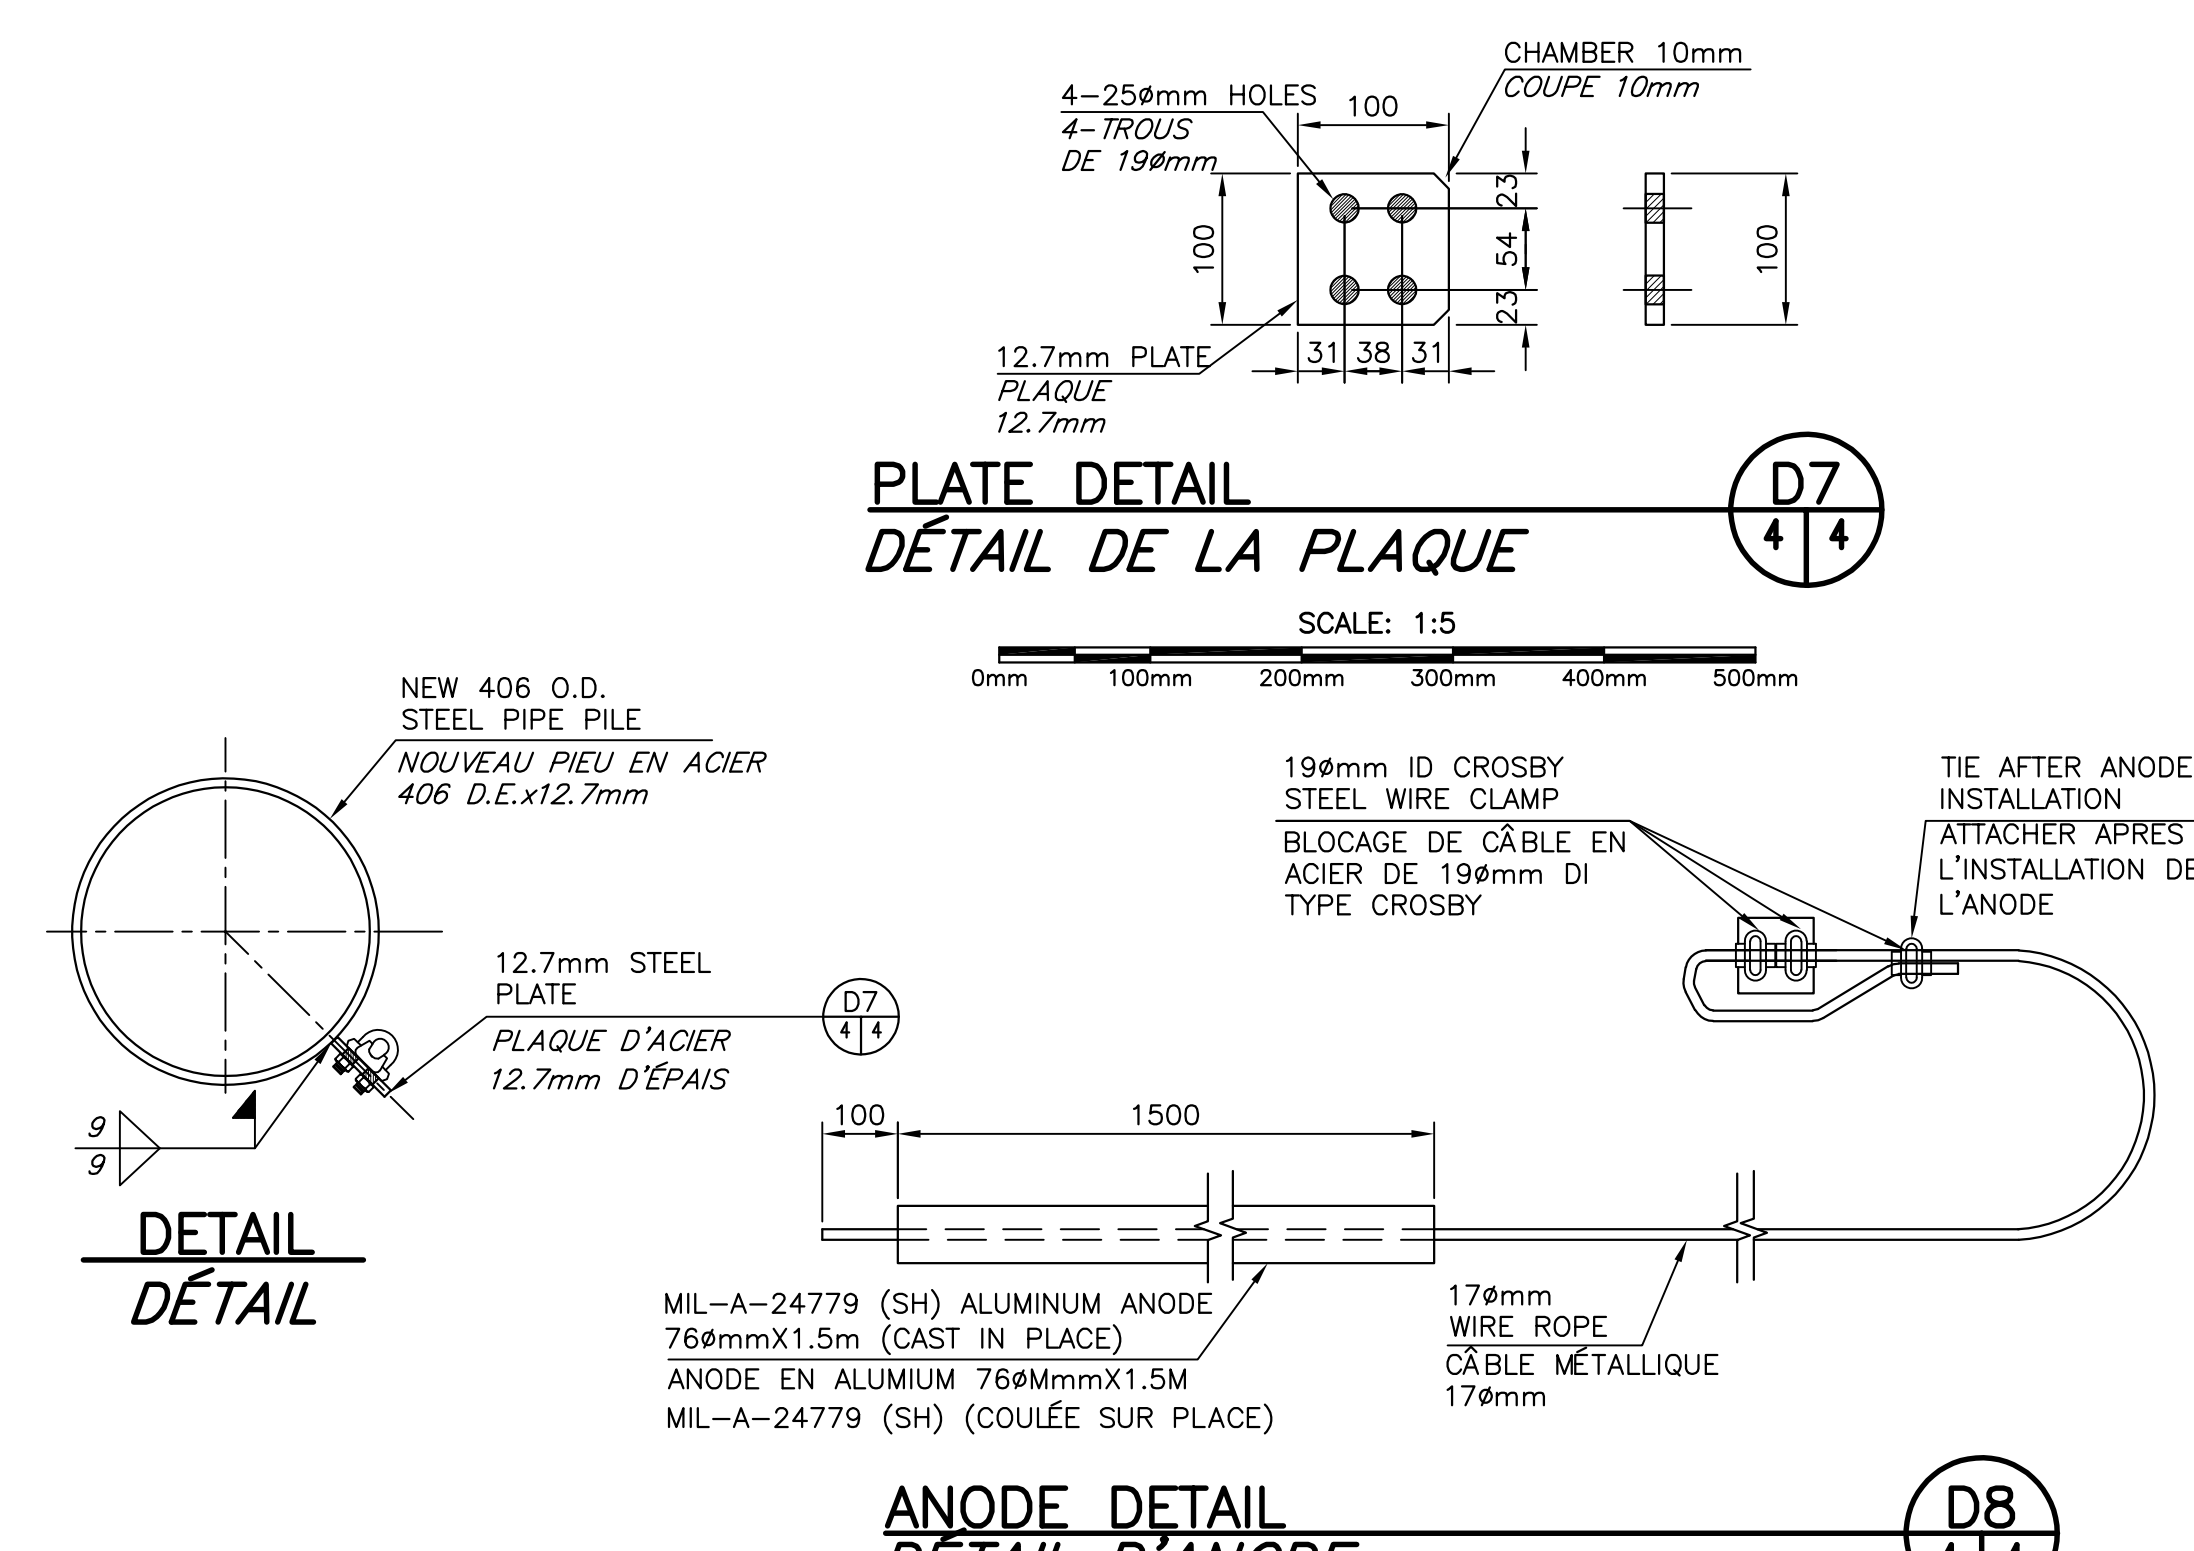 CHAMBER 10mm
COUPE 10mm
4-25ømm HOLES
4-TROUS
DE 19ømm
100
100
23
54
23
100
31 38 31
12.7mm PLATE
PLAQUE
12.7mm
PLATE DETAIL
DÉTAIL DE LA PLAQUE
D7
4 4
SCALE: 1:5
0mm 100mm 200mm 300mm 400mm 500mm
NEW 406 O.D.
STEEL PIPE PILE
NOUVEAU PIEU EN ACIER
406 D.E.x12.7mm
12.7mm STEEL
PLATE
PLAQUE D'ACIER
12.7mm D'ÉPAIS
D7
4 4
9
9
DETAIL
DÉTAIL
19ømm ID CROSBY
STEEL WIRE CLAMP
BLOCAGE DE CÂBLE EN
ACIER DE 19ømm DI
TYPE CROSBY
TIE AFTER ANODE
INSTALLATION
ATTACHER APRES
L'INSTALLATION DE
L'ANODE
100 1500
MIL-A-24779 (SH) ALUMINUM ANODE
76ømmX1.5m (CAST IN PLACE)
ANODE EN ALUMIUM 76øMmmX1.5M
MIL-A-24779 (SH) (COULÉE SUR PLACE)
17ømm
WIRE ROPE
CÂBLE MÉTALLIQUE
17ømm
ANODE DETAIL
DÉTAIL D'ANODE
D8
4 4